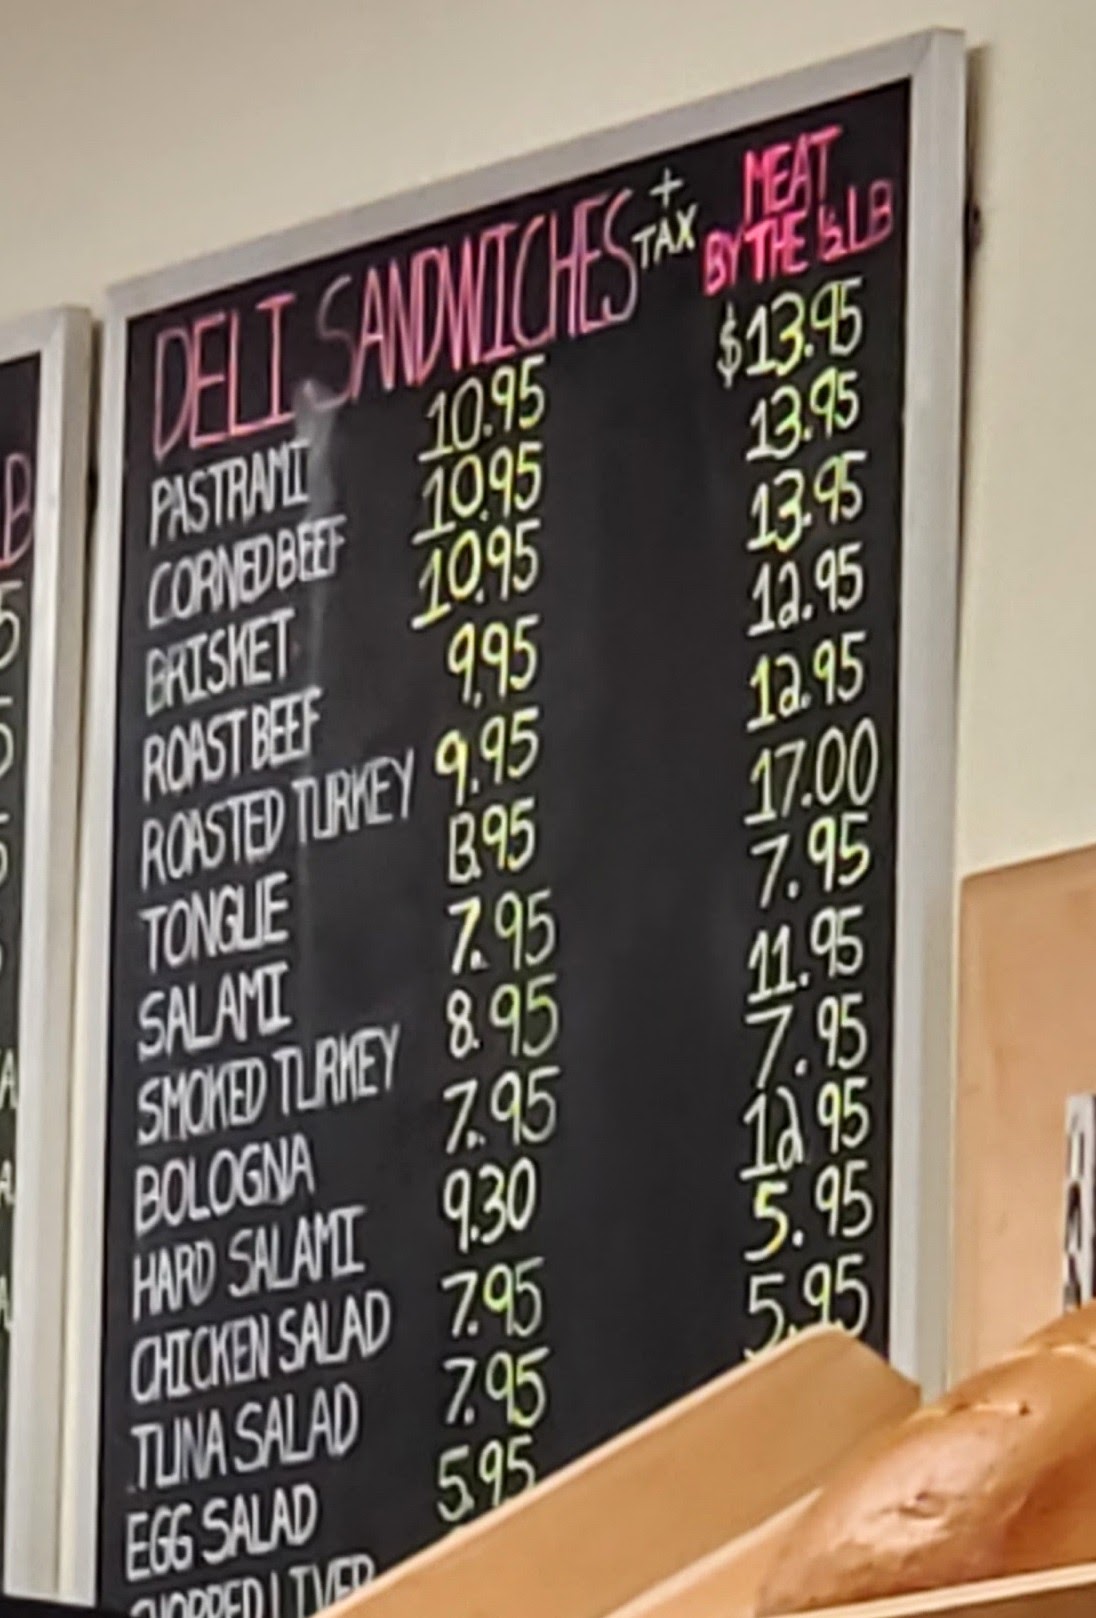 DELI SANDWICHES + TAX MEAT BY THE ½ LB
PASTRAMI 10.95 $13.95
CORNED BEEF 10.95 13.95
BRISKET 10.95 13.95
ROAST BEEF 9.95 12.95
ROASTED TURKEY 9.95 12.95
TONGUE 13.95 17.00
SALAMI 7.95 7.95
SMOKED TURKEY 8.95 11.95
BOLOGNA 7.95 7.95
HARD SALAMI 9.30 12.95
CHICKEN SALAD 7.95 5.95
TUNA SALAD 7.95 5.95
EGG SALAD 5.95
CHOPPED LIVER